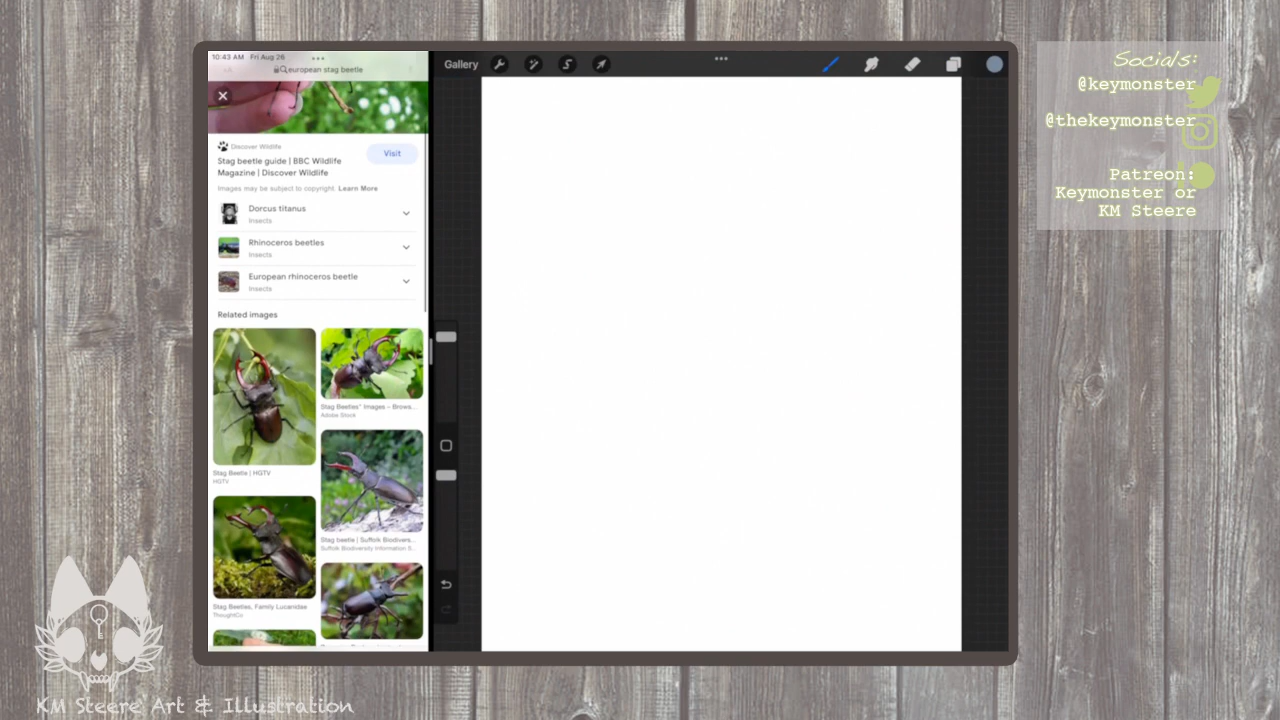 10:43 AM Fri Aug 26
european stag beetle
Discover Wildlife
Stag beetle guide | BBC Wildlife
Magazine | Discover Wildlife
Visit
Images may be subject to copyright. Learn More
Dorcus titanus
Insects
Rhinoceros beetles
Insects
European rhinoceros beetle
Insects
Related images
Stag Beetles" Images – Brows...
Adobe Stock
Stag Beetle | HGTV
HGTV
Stag beetle | Suffolk Biodivers...
Suffolk Biodiversity Information S...
Stag Beetles, Family Lucanidae
ThoughtCo
Gallery
Socials:
@keymonster
@thekeymonster
Patreon:
Keymonster or
KM Steere
KM Steere Art & Illustration